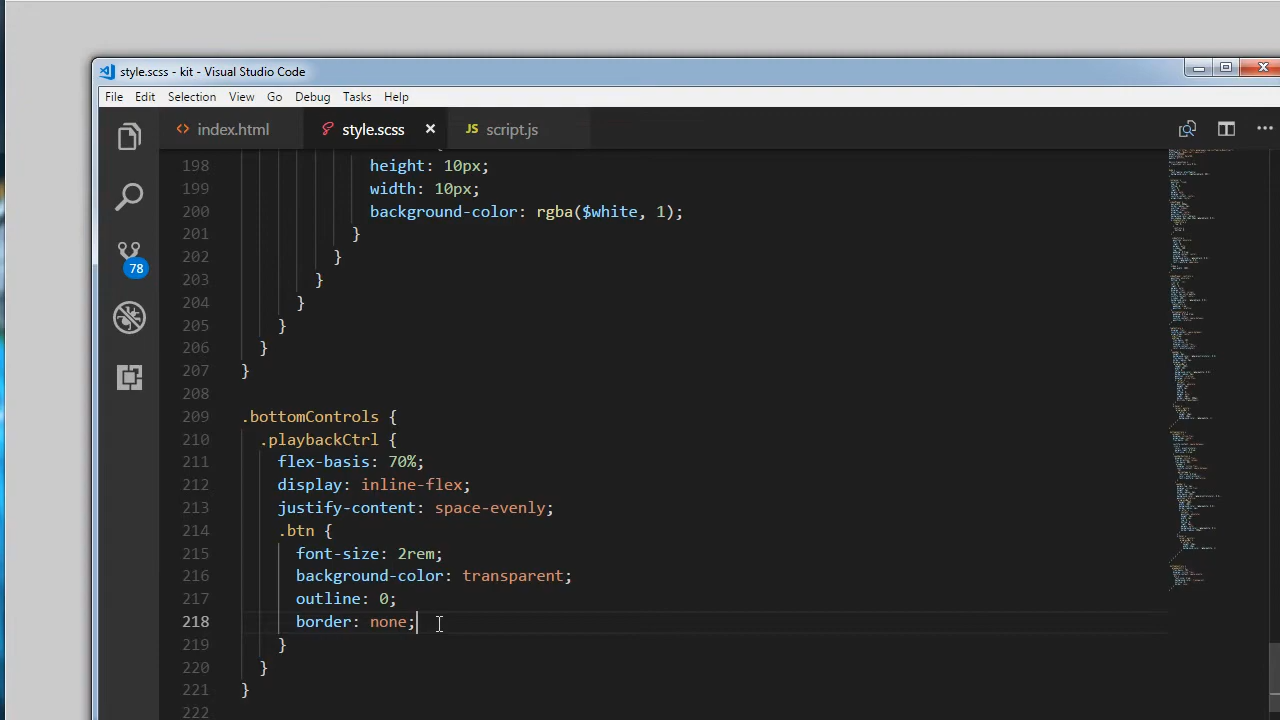 style.scss - kit - Visual Studio Code
File Edit Selection View Go Debug Tasks Help
<> index.html style.scss × JS script.js ...
198 height: 10px;
199 width: 10px;
200 background-color: rgba($white, 1);
201 }
202 }
203 }
204 }
205 }
206 }
207 }
208
209 .bottomControls {
210 .playbackCtrl {
211 flex-basis: 70%;
212 display: inline-flex;
213 justify-content: space-evenly;
214 .btn {
215 font-size: 2rem;
216 background-color: transparent;
217 outline: 0;
218 border: none;
219 }
220 }
221 }
222
78